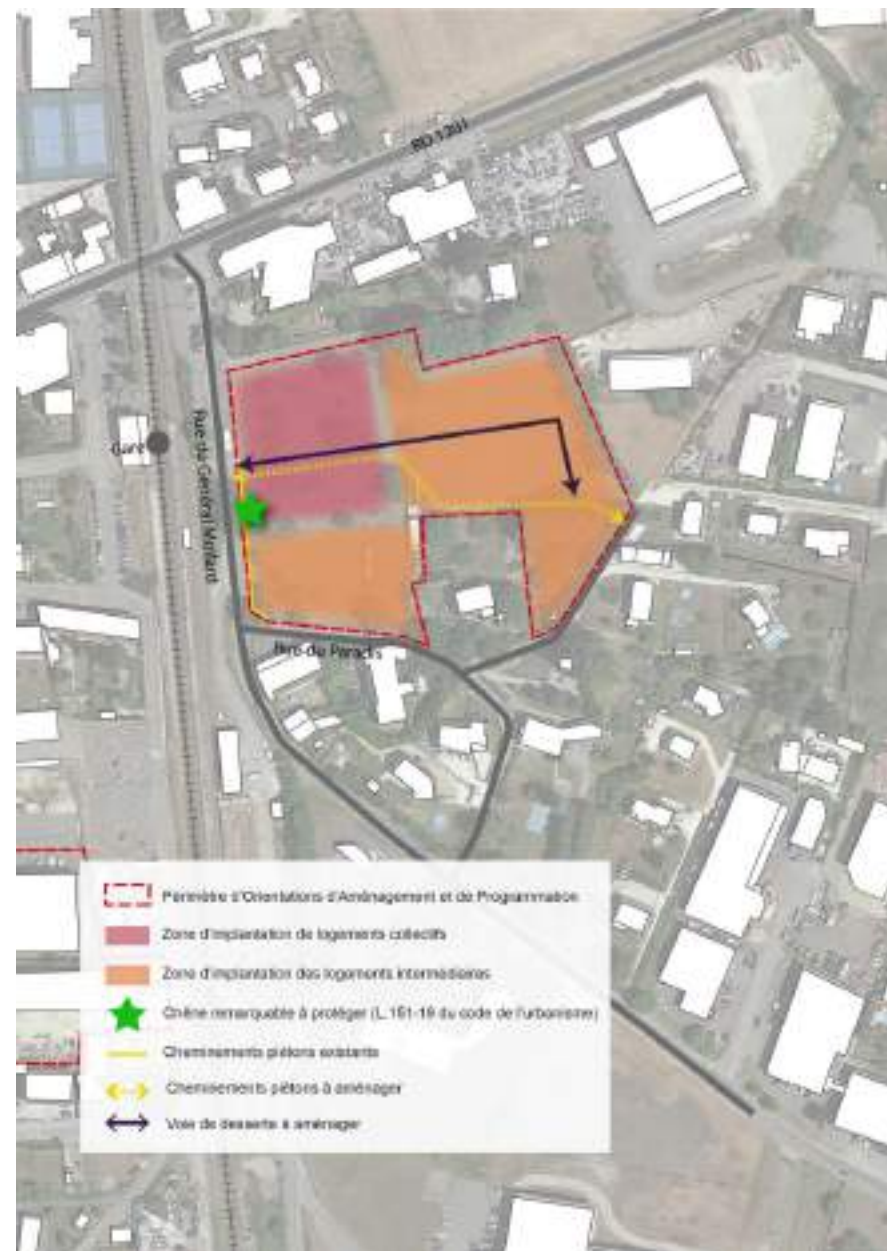 RD 1201
Gare
Rue du Général
Rue du Paradis
Périmètre d'Orientations d'Aménagement et de Programmation
Zone d'implantation de logements collectifs
Zone d'implantation des logements intermédiaires
Chêne remarquable à protéger (L.151-19 du code de l'urbanisme)
Cheminements piétons existants
Cheminements piétons à aménager
Voie de desserte à aménager